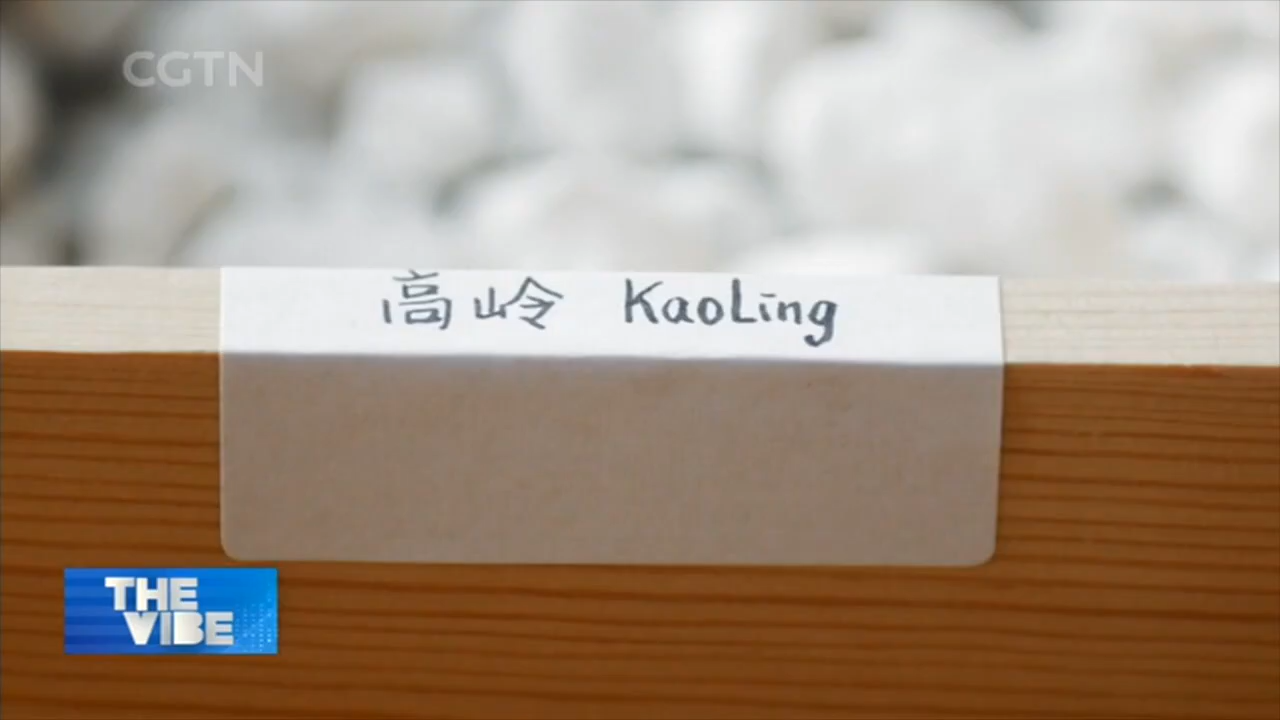 CGTN
高岭 KaoLing
THE
VIBE